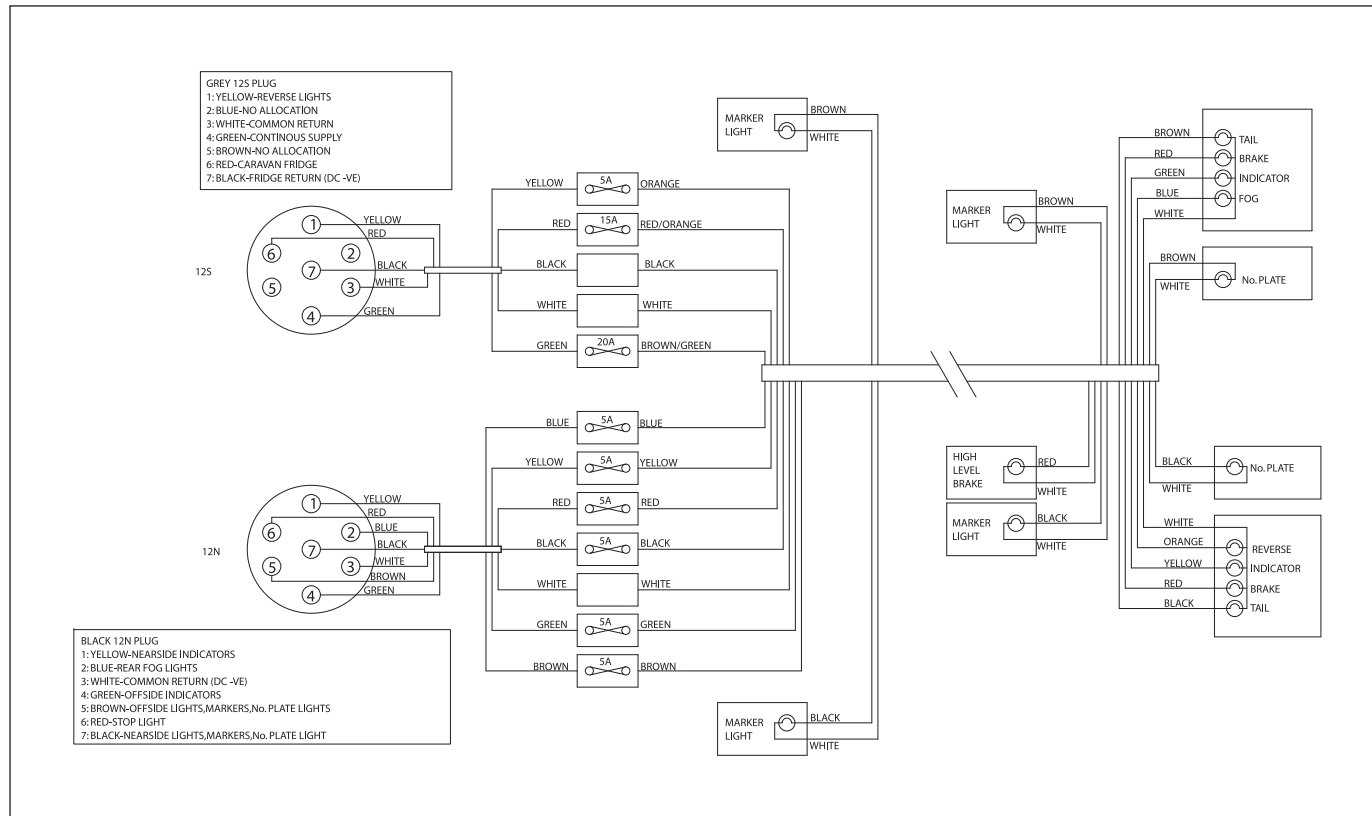 GREY 12S PLUG
1: YELLOW-REVERSE LIGHTS
2: BLUE-NO ALLOCATION
3: WHITE-COMMON RETURN
4: GREEN-CONTINOUS SUPPLY
5: BROWN-NO ALLOCATION
6: RED-CARAVAN FRIDGE
7: BLACK-FRIDGE RETURN (DC -VE)
12S
1
6
2
7
5
3
4
YELLOW
RED
BLACK
WHITE
GREEN
YELLOW 5A ORANGE
RED 15A RED/ORANGE
BLACK BLACK
WHITE WHITE
GREEN 20A BROWN/GREEN
12N
1
6
2
7
5
3
4
YELLOW
RED
BLUE
BLACK
WHITE
BROWN
GREEN
BLUE 5A BLUE
YELLOW 5A YELLOW
RED 5A RED
BLACK 5A BLACK
WHITE WHITE
GREEN 5A GREEN
BROWN 5A BROWN
BLACK 12N PLUG
1: YELLOW-NEARSIDE INDICATORS
2: BLUE-REAR FOG LIGHTS
3: WHITE-COMMON RETURN (DC -VE)
4: GREEN-OFFSIDE INDICATORS
5: BROWN-OFFSIDE LIGHTS,MARKERS,No. PLATE LIGHTS
6: RED-STOP LIGHT
7: BLACK-NEARSIDE LIGHTS,MARKERS,No. PLATE LIGHT
MARKER
LIGHT
BROWN
WHITE
MARKER
LIGHT
BLACK
WHITE
MARKER
LIGHT
BROWN
WHITE
HIGH
LEVEL
BRAKE
RED
WHITE
MARKER
LIGHT
BLACK
WHITE
BROWN TAIL
RED BRAKE
GREEN INDICATOR
BLUE FOG
WHITE
BROWN
WHITE
No. PLATE
BLACK
WHITE
No. PLATE
WHITE
ORANGE REVERSE
YELLOW INDICATOR
RED BRAKE
BLACK TAIL